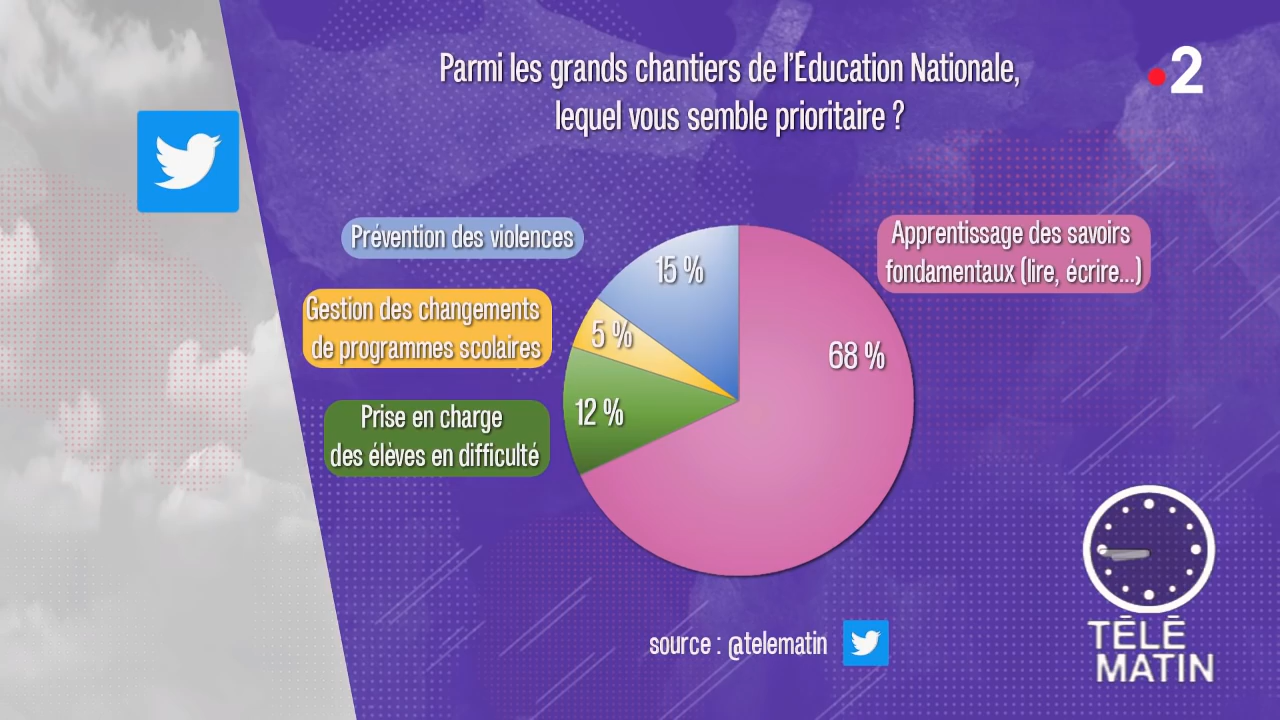 Parmi les grands chantiers de l'Éducation Nationale,
lequel vous semble prioritaire ?
2
Prévention des violences
Apprentissage des savoirs
fondamentaux (lire, écrire...)
15 %
Gestion des changements
de programmes scolaires
5 %
68 %
Prise en charge
des élèves en difficulté
12 %
source : @telematin
TÉLÉ
MATIN